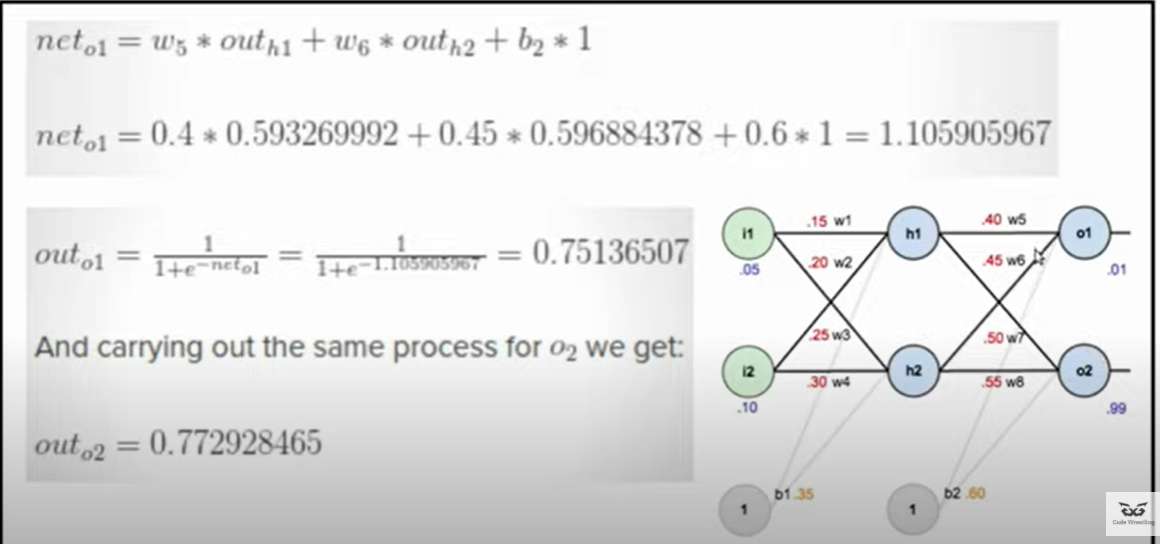 net_{o1} = w_5 * out_{h1} + w_6 * out_{h2} + b_2 * 1
net_{o1} = 0.4 * 0.593269992 + 0.45 * 0.596884378 + 0.6 * 1 = 1.105905967
out_{o1} = \frac{1}{1+e^{-net_{o1}}} = \frac{1}{1+e^{-1.105905967}} = 0.75136507
And carrying out the same process for o_2 we get:
out_{o2} = 0.772928465
i1
.05
.15 w1
.20 w2
h1
.40 w5
.45 w6
o1
.01
.25 w3
.50 w7
i2
.10
.30 w4
h2
.55 w8
o2
.99
1
b1 .35
1
b2 .60
Code Wrestling